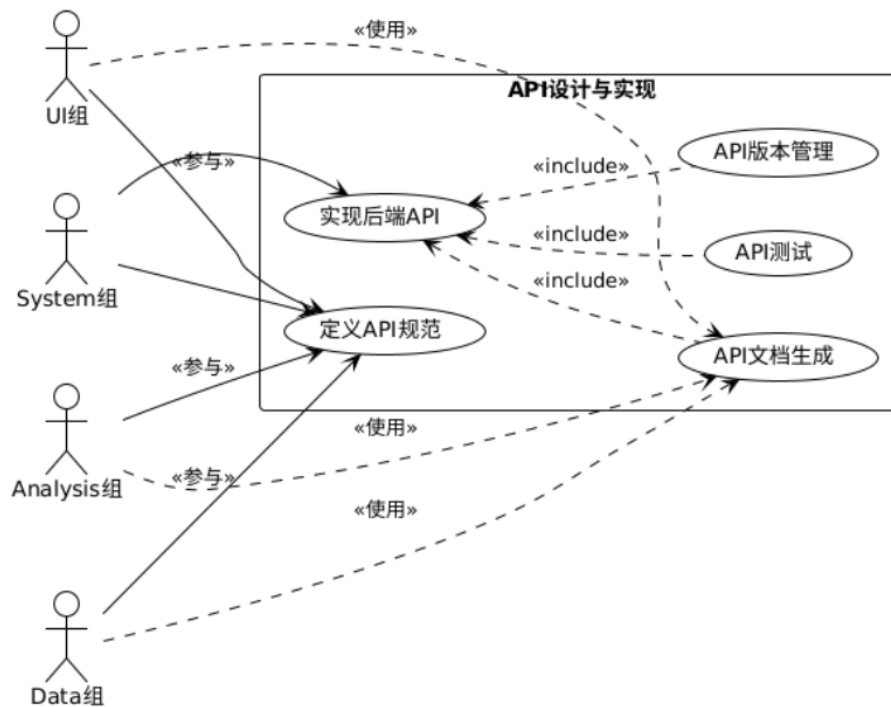 «使用»
UI组
API设计与实现
«参与»
API版本管理
«include»
实现后端API
«include»
API测试
System组
«include»
定义API规范
API文档生成
«参与»
«使用»
Analysis组
«参与»
«使用»
Data组